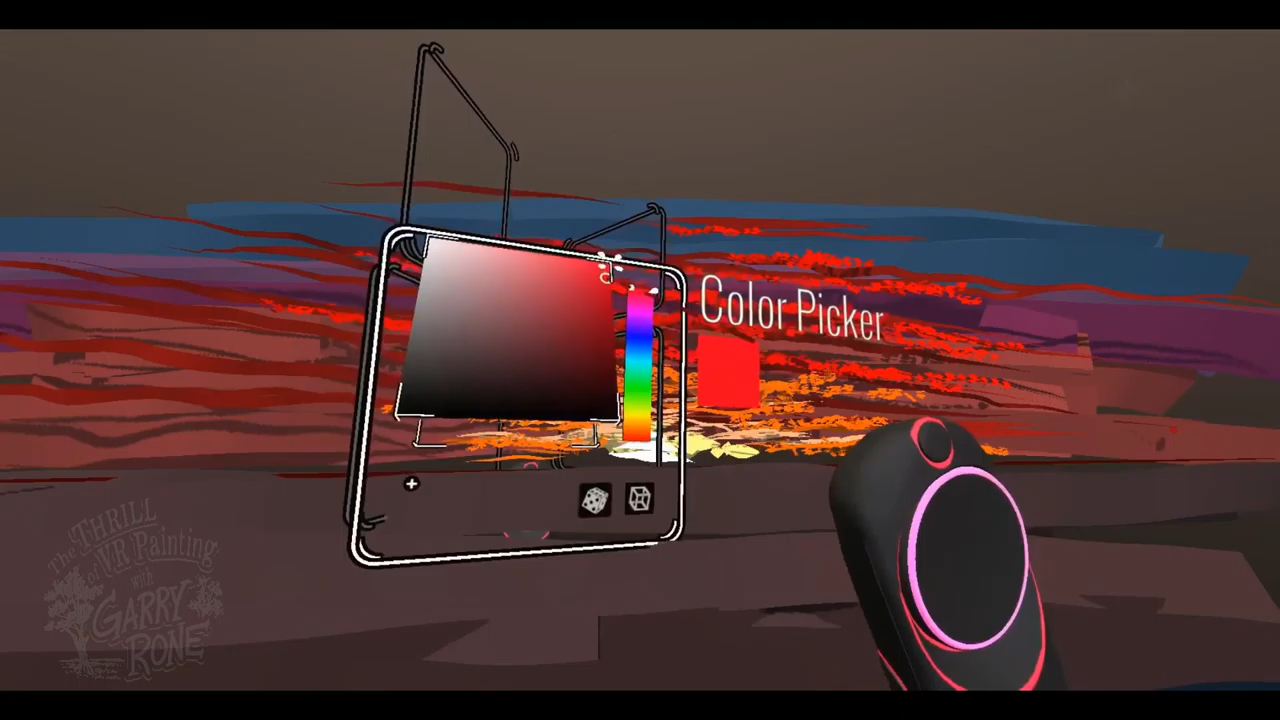 Color Picker
The
THRILL
of VR Painting
with
GARRY
RONE